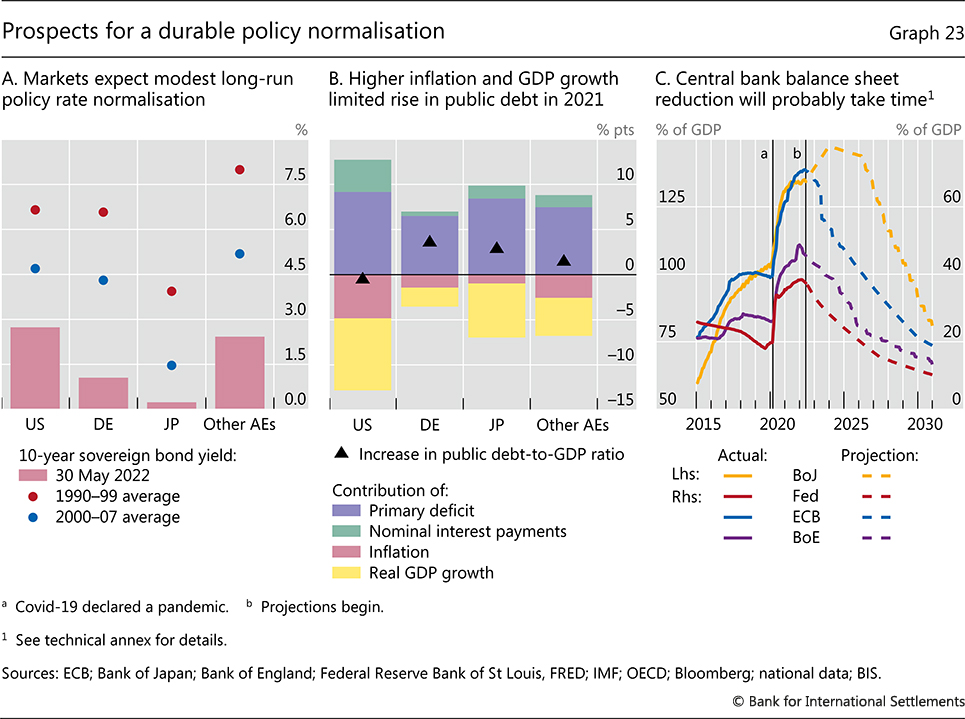 Prospects for a durable policy normalisation
Graph 23
A. Markets expect modest long-run
policy rate normalisation
%
7.5
6.0
4.5
3.0
1.5
0.0
US DE JP Other AEs
10-year sovereign bond yield:
30 May 2022
1990–99 average
2000–07 average
B. Higher inflation and GDP growth
limited rise in public debt in 2021
% pts
10
5
0
–5
–10
–15
US DE JP Other AEs
Increase in public debt-to-GDP ratio
Contribution of:
Primary deficit
Nominal interest payments
Inflation
Real GDP growth
C. Central bank balance sheet
reduction will probably take time1
% of GDP % of GDP
a b
125 60
100 40
75 20
50 0
2015 2020 2025 2030
Actual: Projection:
Lhs: BoJ
Rhs: Fed
ECB
BoE
a Covid-19 declared a pandemic. b Projections begin.
1 See technical annex for details.
Sources: ECB; Bank of Japan; Bank of England; Federal Reserve Bank of St Louis, FRED; IMF; OECD; Bloomberg; national data; BIS.
© Bank for International Settlements